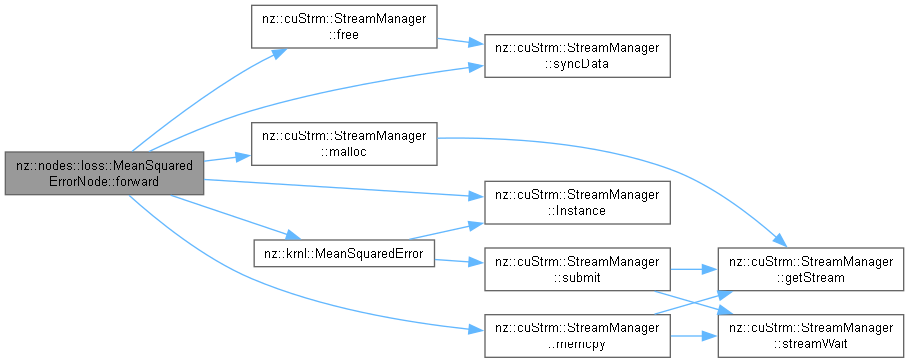 nz::cuStrm::StreamManager
::free
nz::cuStrm::StreamManager
::syncData
nz::cuStrm::StreamManager
::malloc
nz::nodes::loss::MeanSquared
ErrorNode::forward
nz::cuStrm::StreamManager
::Instance
nz::krnl::MeanSquaredError
nz::cuStrm::StreamManager
::submit
nz::cuStrm::StreamManager
::getStream
nz::cuStrm::StreamManager
::memcpy
nz::cuStrm::StreamManager
::streamWait